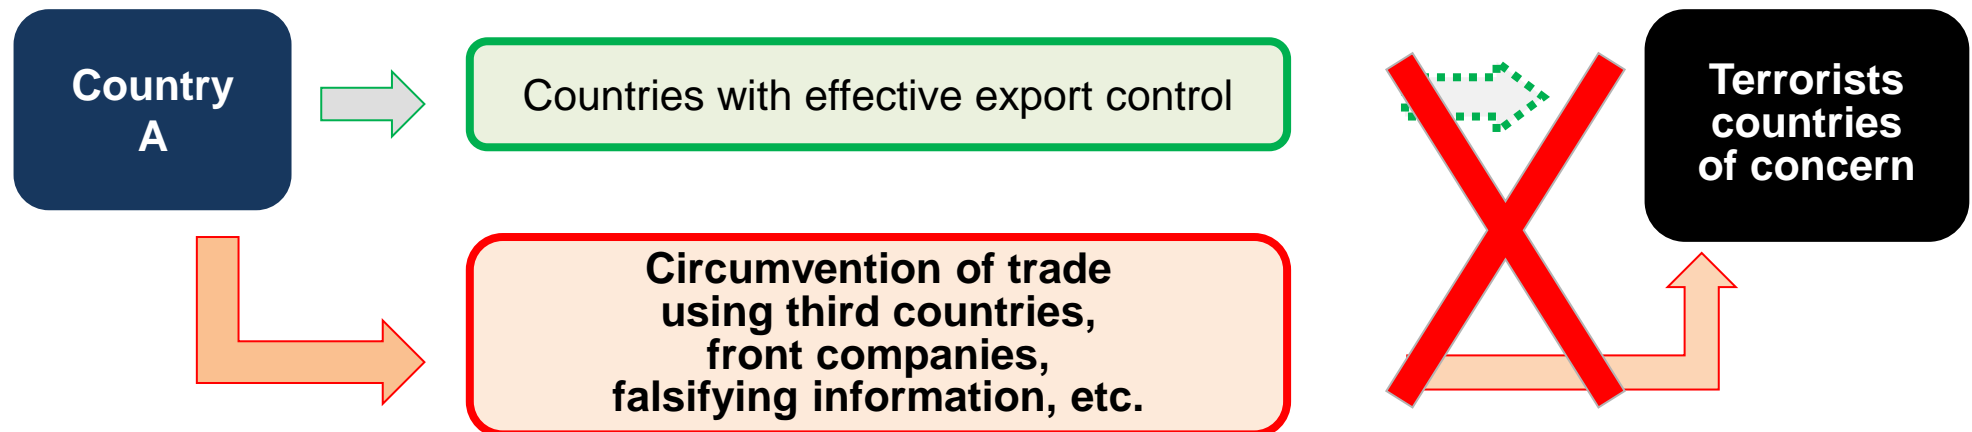 Country
A
Countries with effective export control
Terrorists
countries
of concern
Circumvention of trade
using third countries,
front companies,
falsifying information, etc.